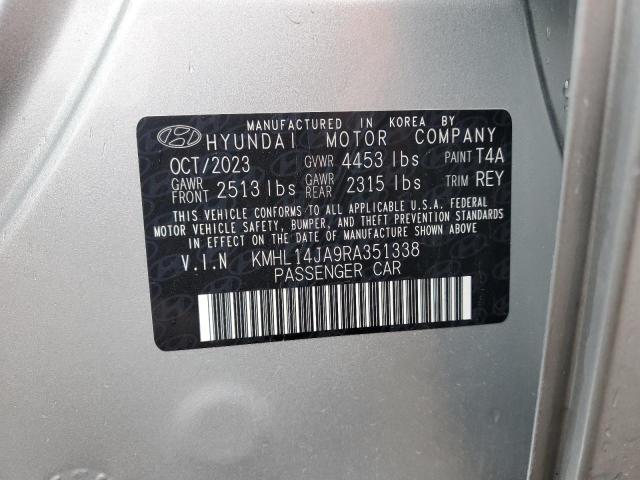 MANUFACTURED IN KOREA BY
HYUNDAI MOTOR COMPANY
OCT/2023 GVWR 4453 lbs PAINT T4A
GAWR FRONT 2513 lbs GAWR REAR 2315 lbs TRIM REY
THIS VEHICLE CONFORMS TO ALL APPLICABLE U.S.A. FEDERAL
MOTOR VEHICLE SAFETY, BUMPER, AND THEFT PREVENTION STANDARDS
IN EFFECT ON THE DATE OF MANUFACTURE SHOWN ABOVE
V.I.N KMHL14JA9RA351338
PASSENGER CAR